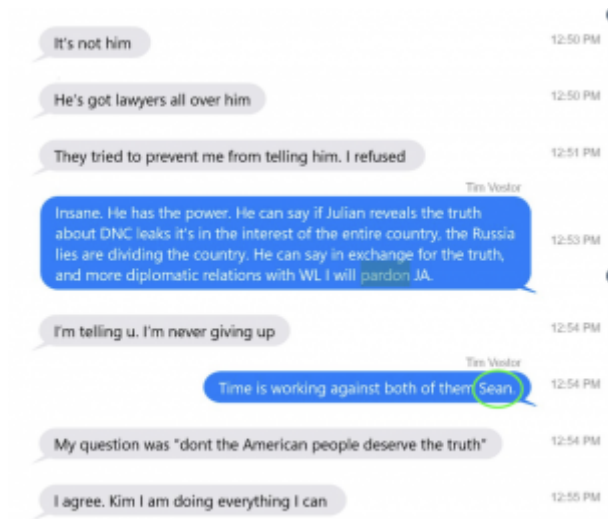 It's not him
12:50 PM
He's got lawyers all over him
12:50 PM
They tried to prevent me from telling him. I refused
12:51 PM
Tim Vestor
Insane. He has the power. He can say if Julian reveals the truth
about DNC leaks it's in the interest of the entire country, the Russia
lies are dividing the country. He can say in exchange for the truth,
and more diplomatic relations with WL I will pardon JA.
12:53 PM
I'm telling u. I'm never giving up
12:54 PM
Tim Vestor
Time is working against both of them Sean.
12:54 PM
My question was "dont the American people deserve the truth"
12:54 PM
I agree. Kim I am doing everything I can
12:55 PM